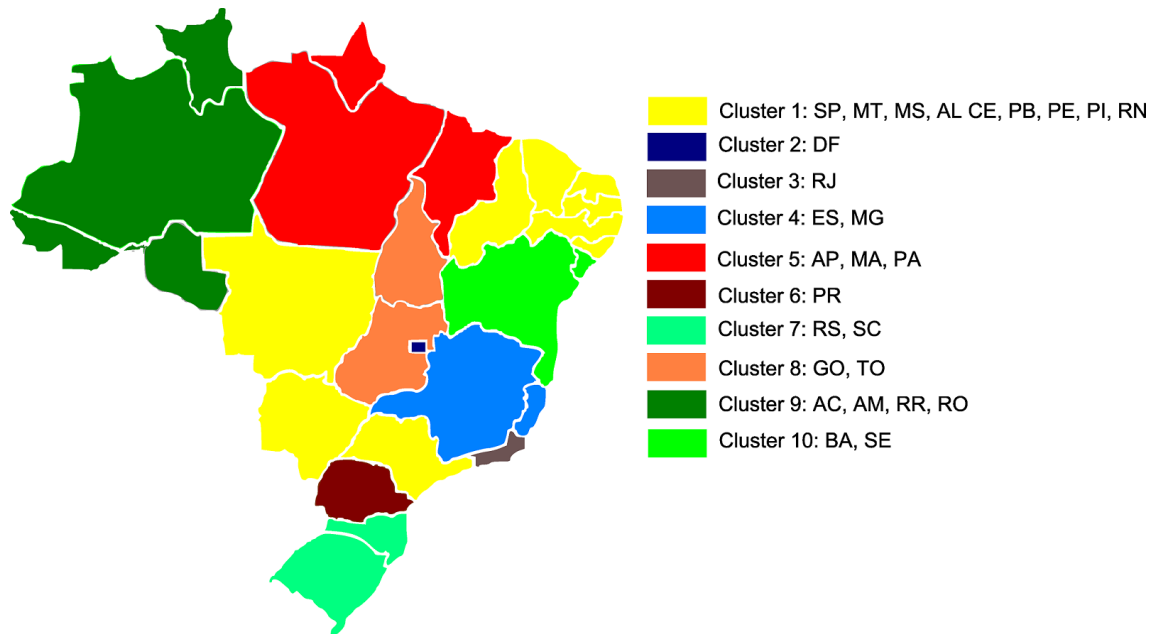 Cluster 1: SP, MT, MS, AL CE, PB, PE, PI, RN
Cluster 2: DF
Cluster 3: RJ
Cluster 4: ES, MG
Cluster 5: AP, MA, PA
Cluster 6: PR
Cluster 7: RS, SC
Cluster 8: GO, TO
Cluster 9: AC, AM, RR, RO
Cluster 10: BA, SE